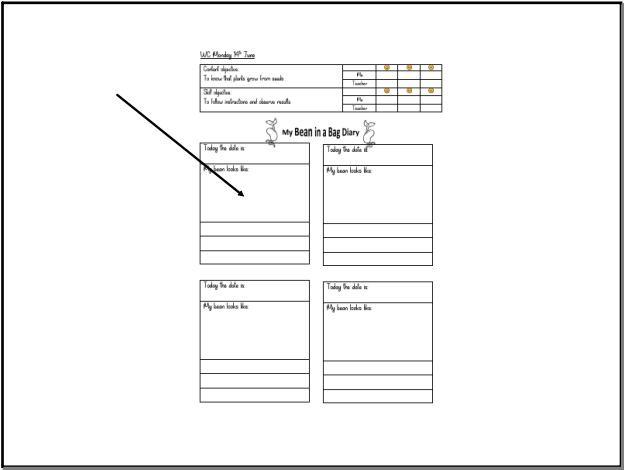 WC Monday 14th June
Content objective:
To know that plants grow from seeds
Me
Teacher
Skill objective:
To follow instructions and observe results
Me
Teacher
My Bean in a Bag Diary
Today the date is:
My bean looks like:
Today the date is:
My bean looks like:
Today the date is:
My bean looks like:
Today the date is:
My bean looks like: